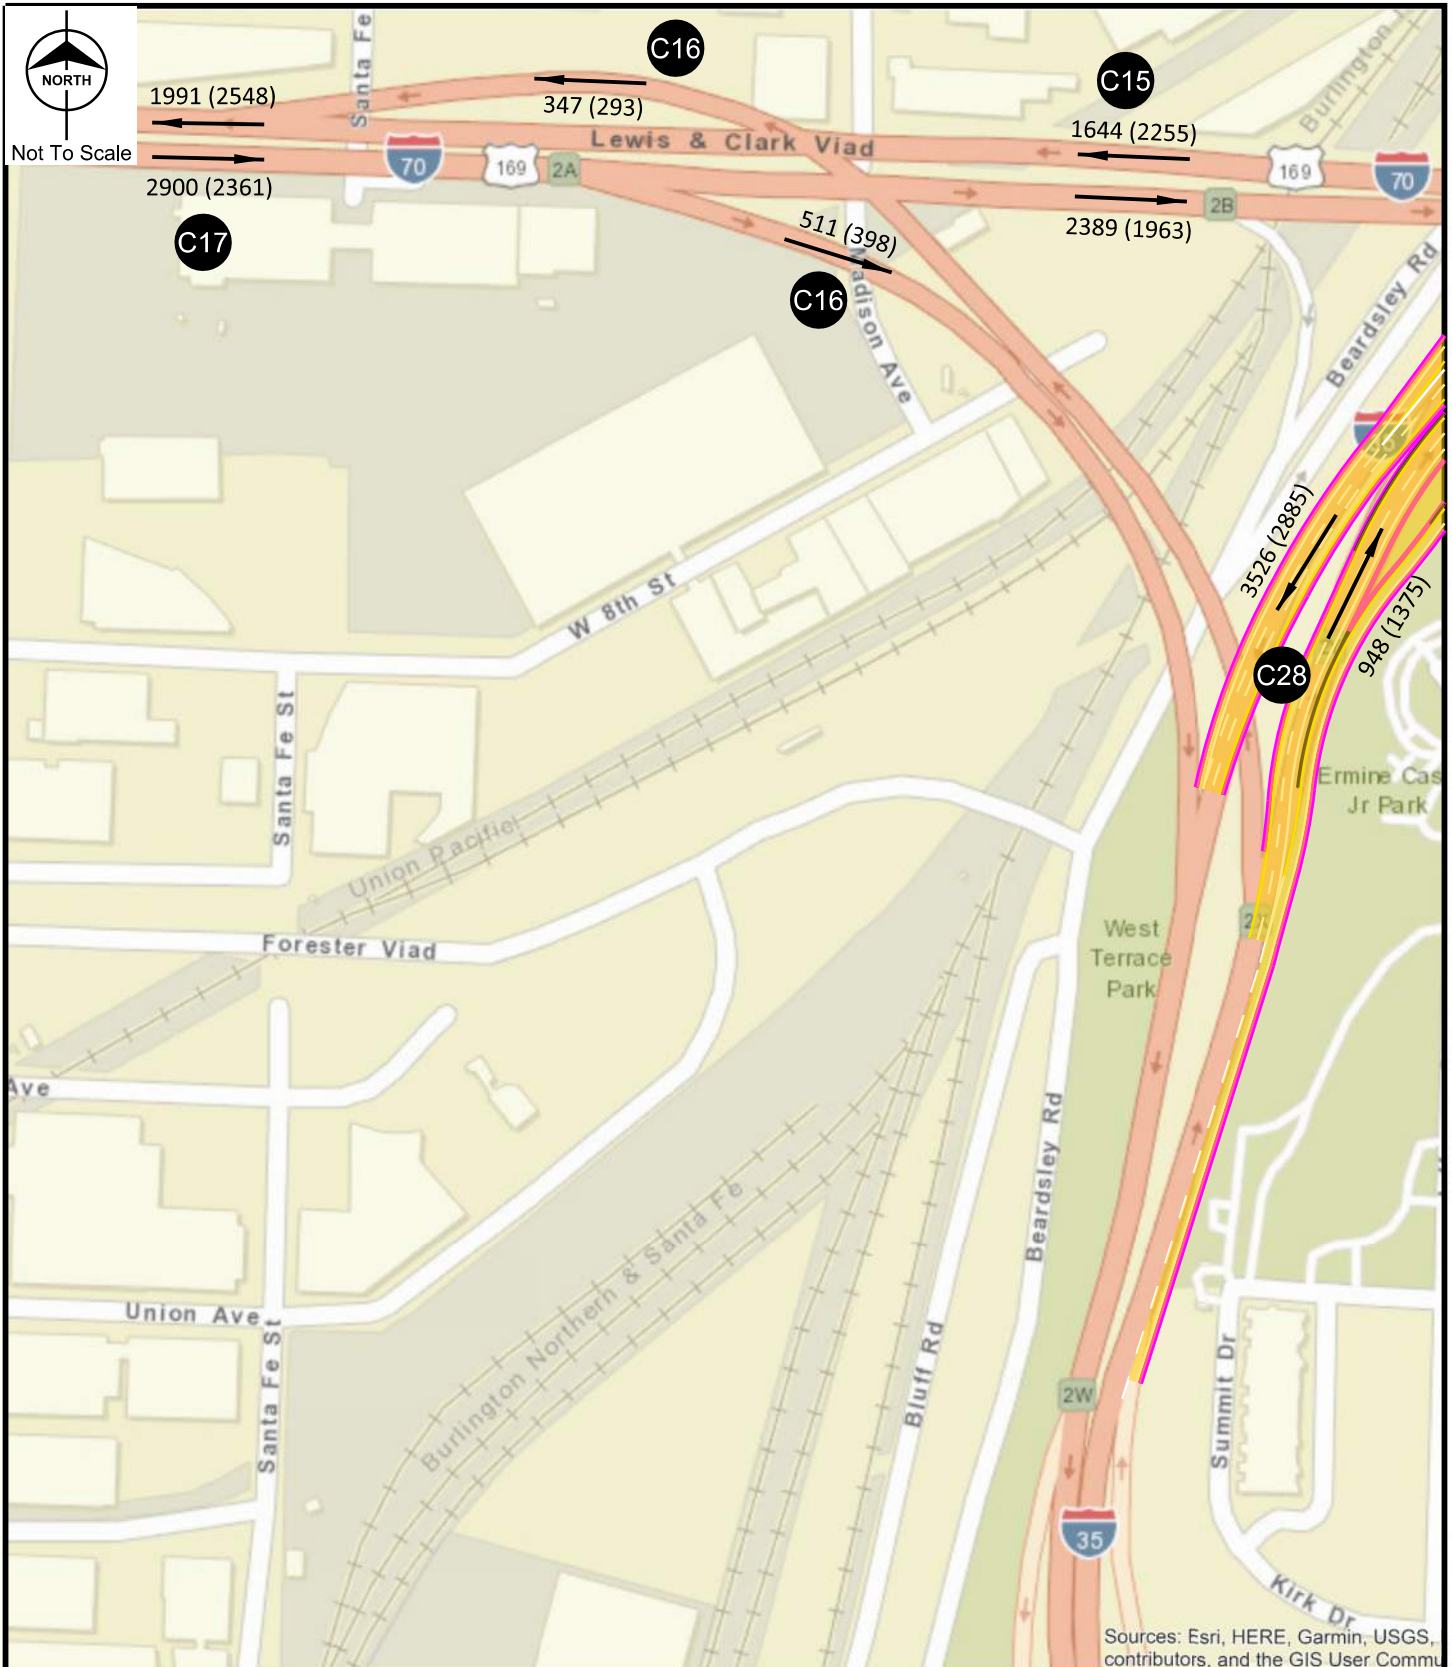 NORTH
Not To Scale
Santa Fe
C16
347 (293)
1991 (2548)
2900 (2361)
C17
70
169
2A
Lewis & Clark Viad
C15
1644 (2255)
169
70
2B
2389 (1963)
511 (398)
C16
Madison Ave
Burlington
Beardsley Rd
3526 (2885)
948 (1375)
C28
Ermine Cas
Jr Park
W 8th St
Santa Fe St
Union Pacific
Forester Viad
West
Terrace
Park
Ave
Beardsley Rd
Burlington Northern & Santa Fe
Union Ave
Santa Fe St
Bluff Rd
2W
35
Summit Dr
Kirk Dr
Sources: Esri, HERE, Garmin, USGS,
contributors, and the GIS User Commu